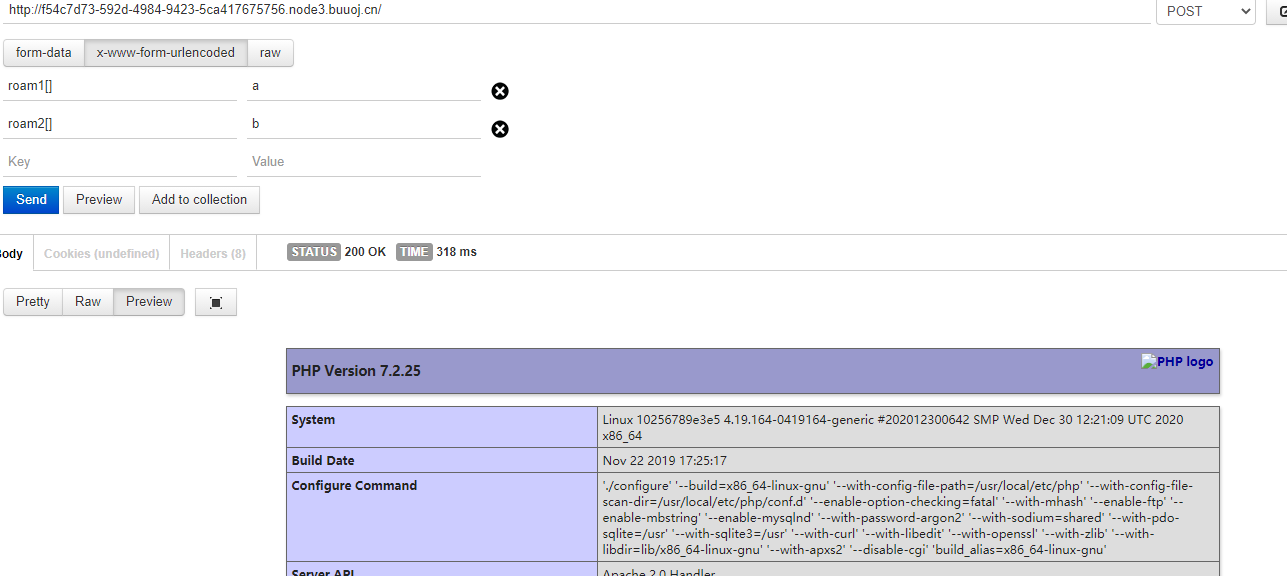 http://f54c7d73-592d-4984-9423-5ca417675756.node3.buuoj.cn/ POST
form-data x-www-form-urlencoded raw
roam1[] a
roam2[] b
Key Value
Send Preview Add to collection
Body Cookies (undefined) Headers (8) STATUS 200 OK TIME 318 ms
Pretty Raw Preview
PHP Version 7.2.25 PHP logo
System Linux 10256789e3e5 4.19.164-0419164-generic #202012300642 SMP Wed Dec 30 12:21:09 UTC 2020
x86_64
Build Date Nov 22 2019 17:25:17
Configure Command './configure' '--build=x86_64-linux-gnu' '--with-config-file-path=/usr/local/etc/php' '--with-config-file-
scan-dir=/usr/local/etc/php/conf.d' '--enable-option-checking=fatal' '--with-mhash' '--enable-ftp' '--
enable-mbstring' '--enable-mysqlnd' '--with-password-argon2' '--with-sodium=shared' '--with-pdo-
sqlite=/usr' '--with-sqlite3=/usr' '--with-curl' '--with-libedit' '--with-openssl' '--with-zlib' '--with-
libdir=lib/x86_64-linux-gnu' '--with-apxs2' '--disable-cgi' 'build_alias=x86_64-linux-gnu'
Server API Apache 2.0 Handler